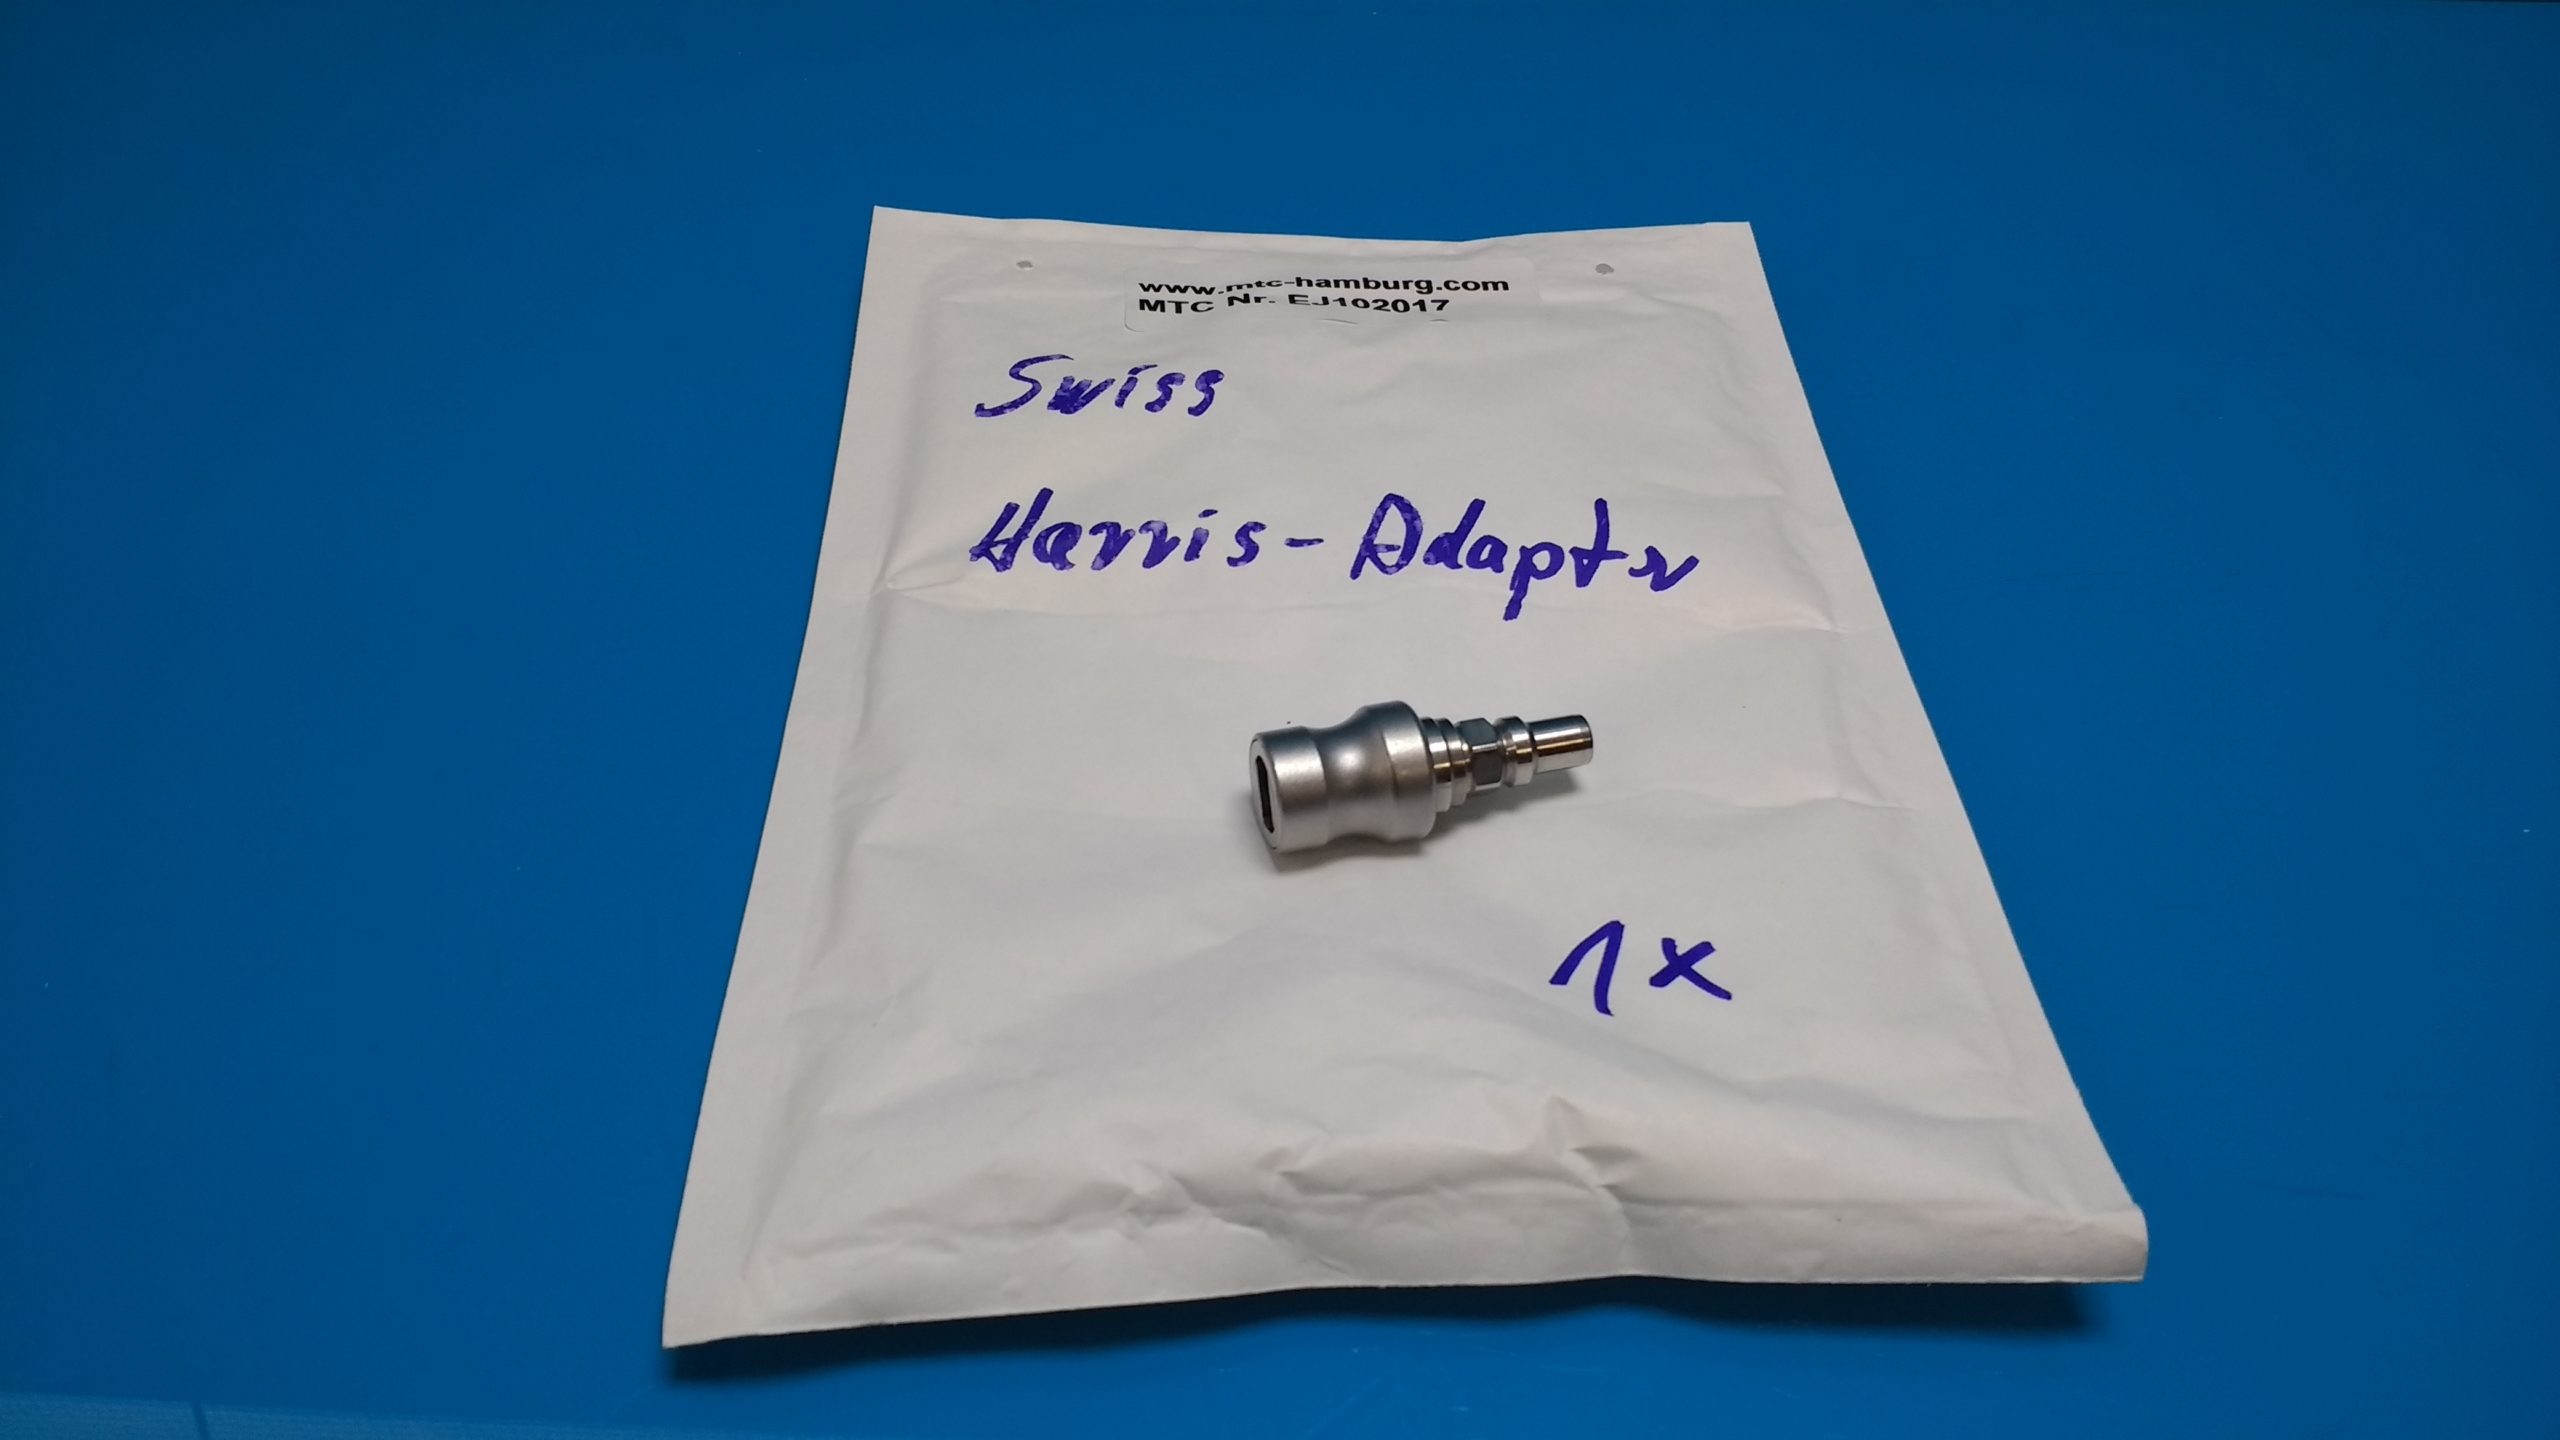 www.mtc-hamburg.com
MTC Nr. EJ102017
Swiss
Harris-Adapter
1x